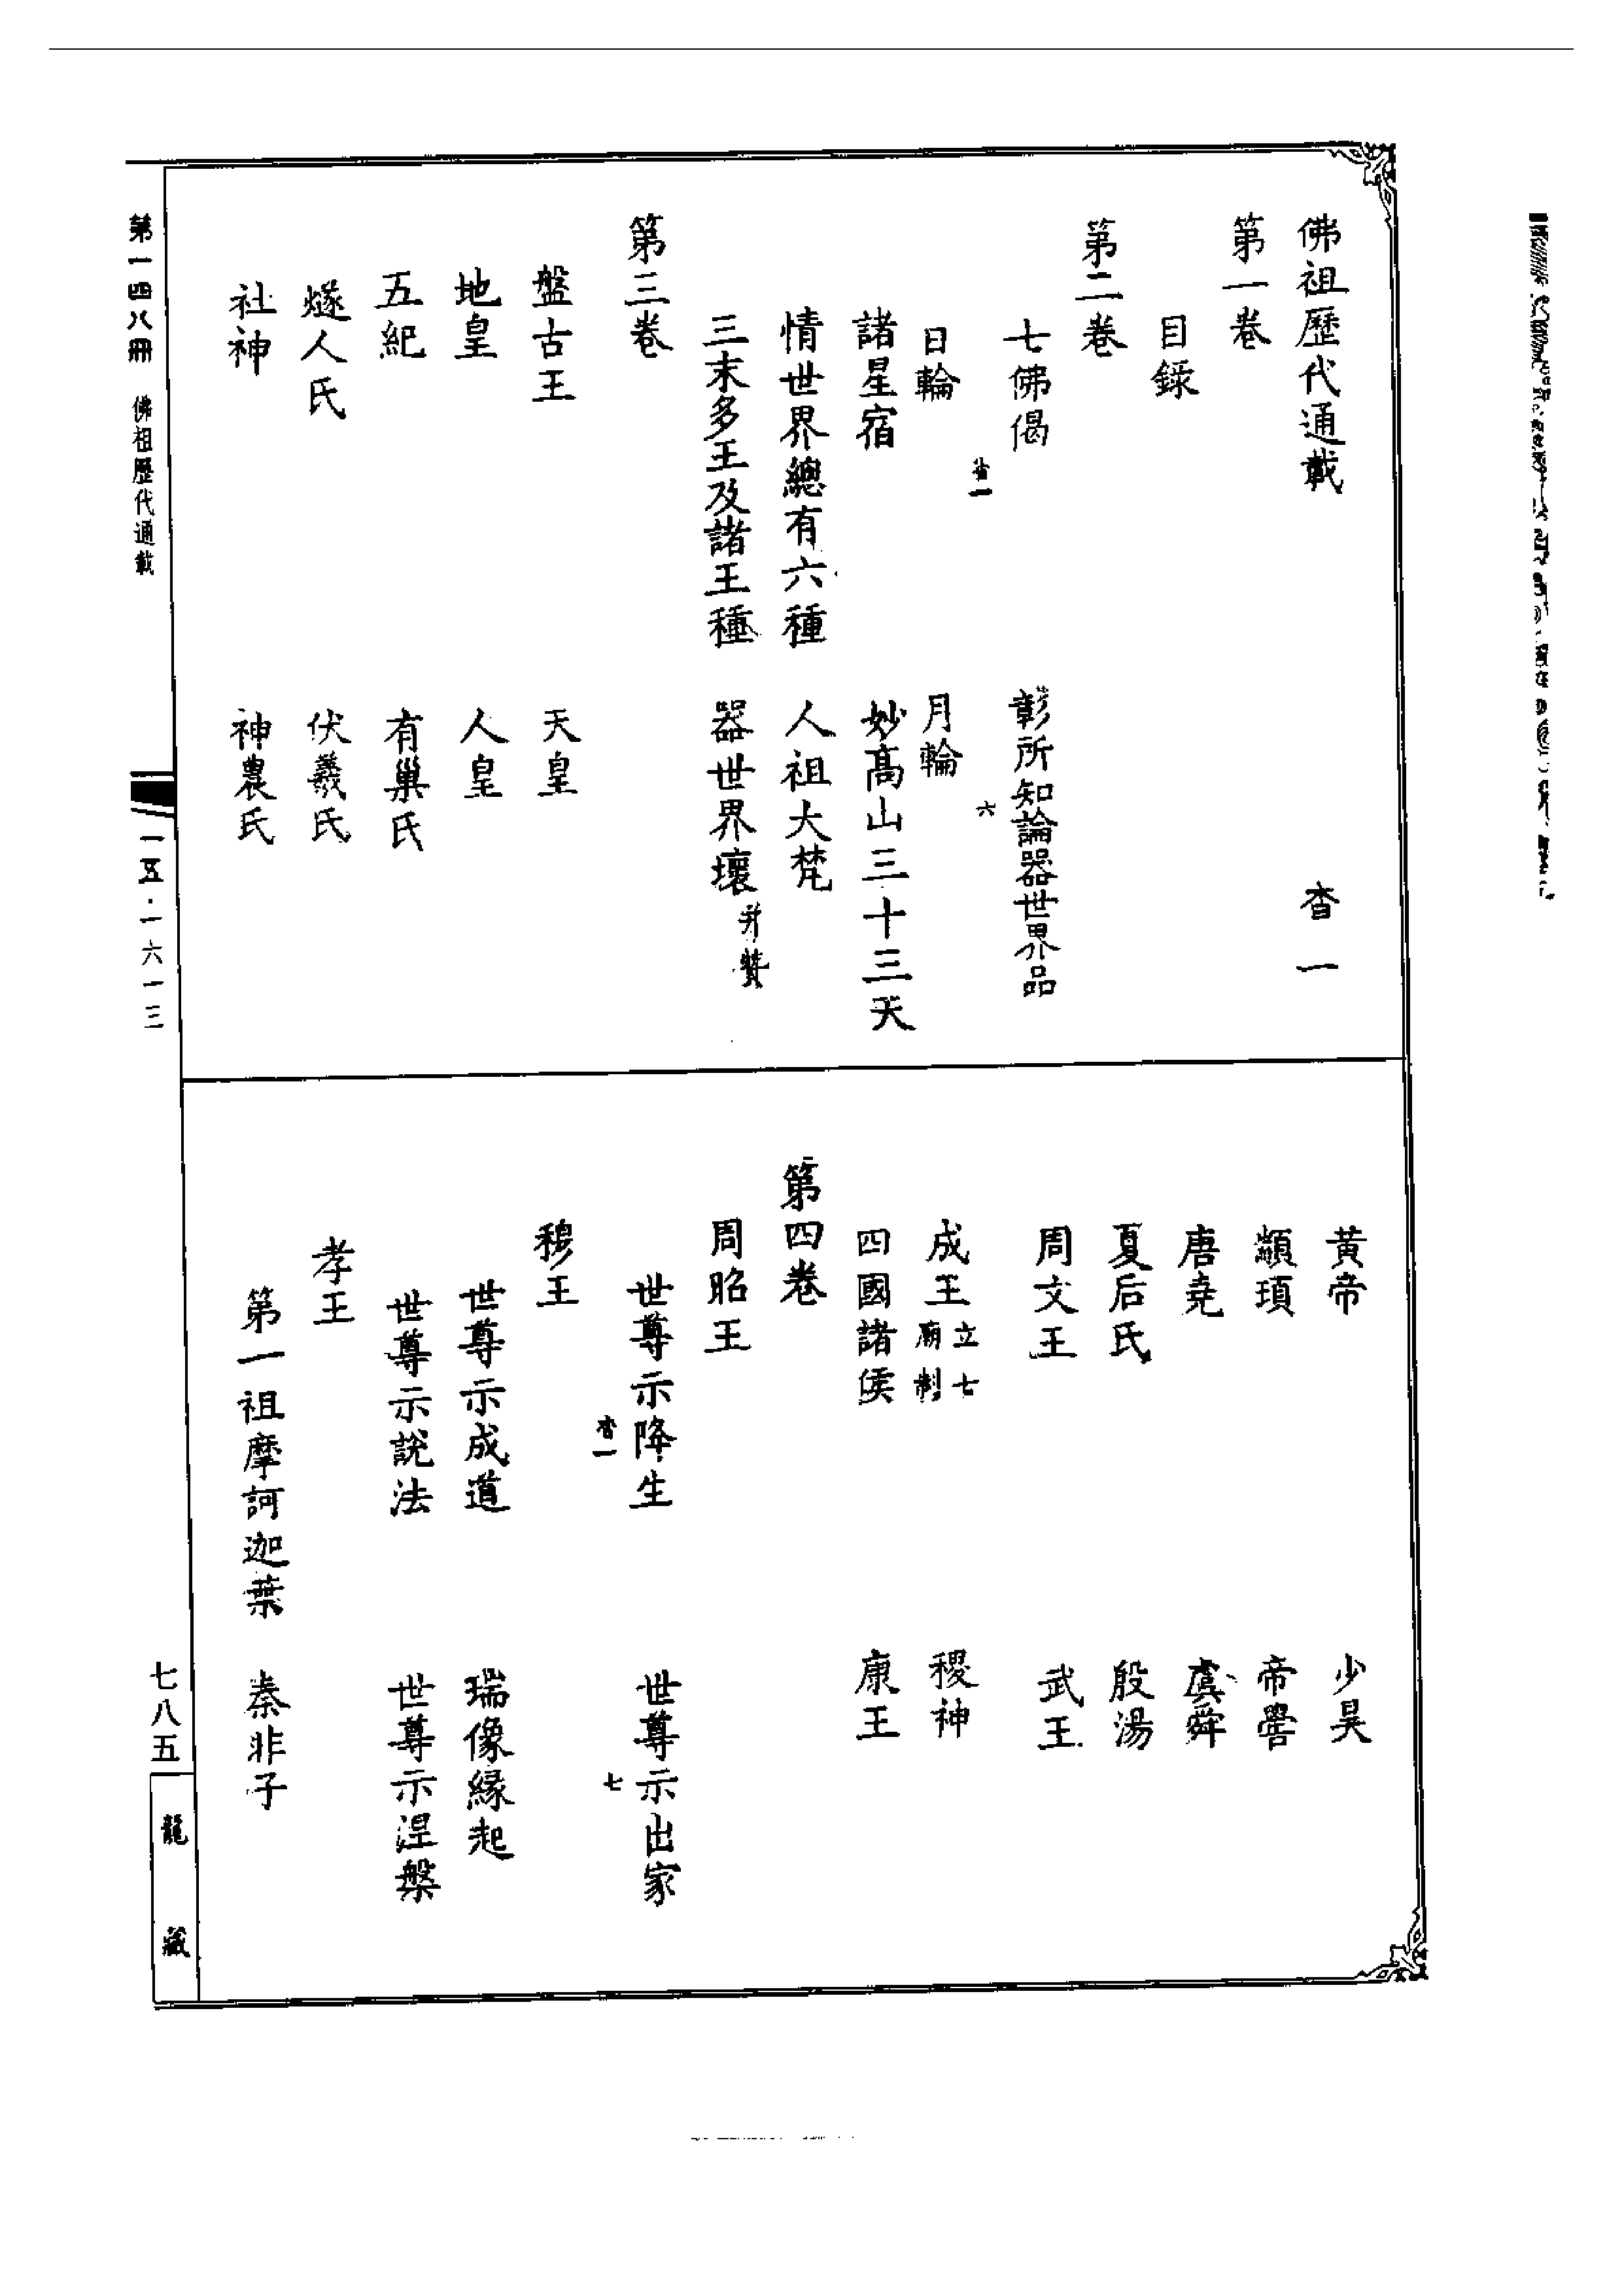 佛祖歷代通載 杳一
第一卷
目錄
第二卷
七佛偈 彰所知論器世界品
杳一 六
日輪 月輪
諸星宿 妙高山三十三天
情世界總有六種 人祖大梵
三末多王及諸王種 器世界壞并贊
第三卷
盤古王 天皇
地皇 人皇
五紀 有巢氏
燧人氏 伏羲氏
社神 神農氏
黃帝 少昊
顓頊 帝嚳
唐堯 虞舜
夏后氏 殷湯
周文王 武王
成王立七廟制 稷神
四國諸侯 康王
第四卷
周昭王
世尊示降生 世尊示出家
杳一 七
穆王
世尊示成道 瑞像緣起
世尊示說法 世尊示涅槃
孝王
第一祖摩訶迦葉 秦非子
第一四八冊 佛祖歷代通載
一五·一六一三
七八五
龍藏